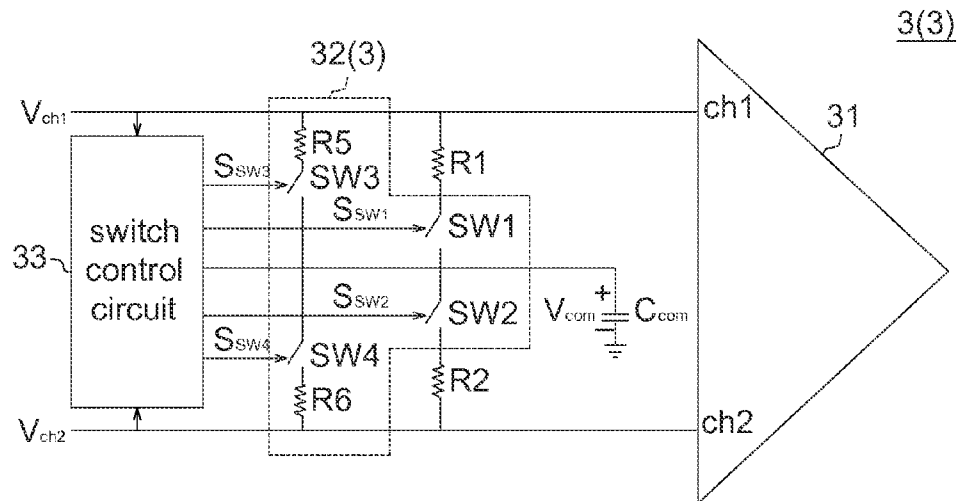 3(3)
32(3)
Vch1
ch1
31
R5
R1
SSW3
SW3
SSW1
SW1
switch
control
circuit
33
SSW2
SW2
Vcom
+
−
Ccom
SSW4
SW4
R2
R6
Vch2
ch2